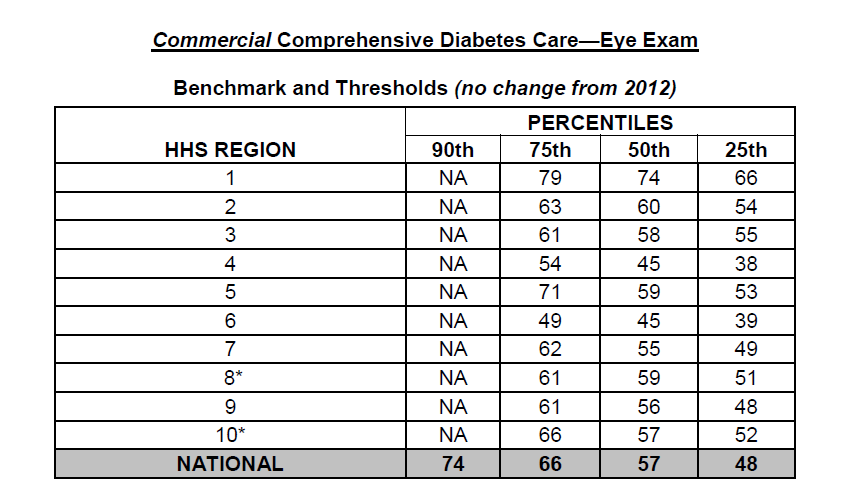 Commercial Comprehensive Diabetes Care—Eye Exam
Benchmark and Thresholds (no change from 2012)
PERCENTILES
HHS REGION 90th 75th 50th 25th
1 NA 79 74 66
2 NA 63 60 54
3 NA 61 58 55
4 NA 54 45 38
5 NA 71 59 53
6 NA 49 45 39
7 NA 62 55 49
8* NA 61 59 51
9 NA 61 56 48
10* NA 66 57 52
NATIONAL 74 66 57 48